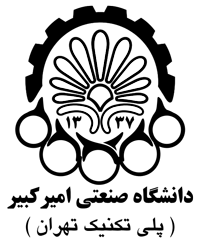 ۱۳ ۳۷
دانشگاه صنعتی امیرکبیر
( پلی تکنیک تهران )